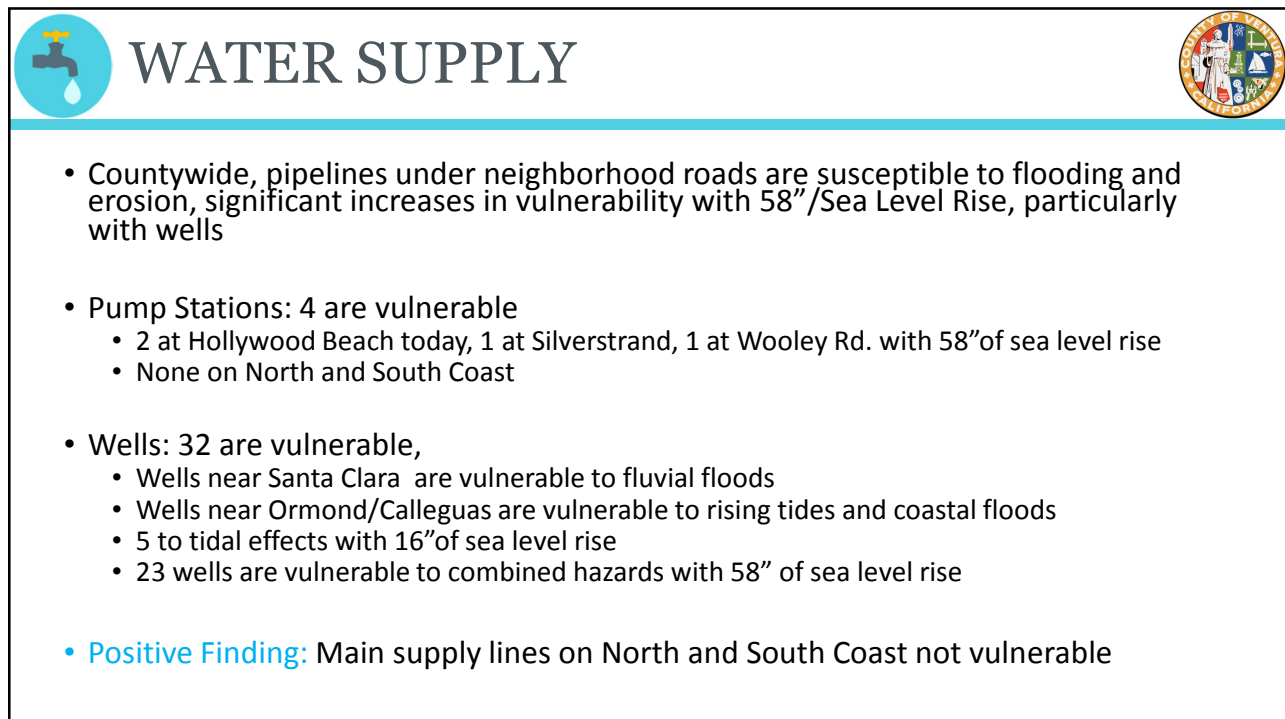 WATER SUPPLY
COUNTY OF VENTURA
CALIFORNIA
• Countywide, pipelines under neighborhood roads are susceptible to flooding and
erosion, significant increases in vulnerability with 58”/Sea Level Rise, particularly
with wells
• Pump Stations: 4 are vulnerable
• 2 at Hollywood Beach today, 1 at Silverstrand, 1 at Wooley Rd. with 58”of sea level rise
• None on North and South Coast
• Wells: 32 are vulnerable,
• Wells near Santa Clara  are vulnerable to fluvial floods
• Wells near Ormond/Calleguas are vulnerable to rising tides and coastal floods
• 5 to tidal effects with 16”of sea level rise
• 23 wells are vulnerable to combined hazards with 58” of sea level rise
• Positive Finding: Main supply lines on North and South Coast not vulnerable